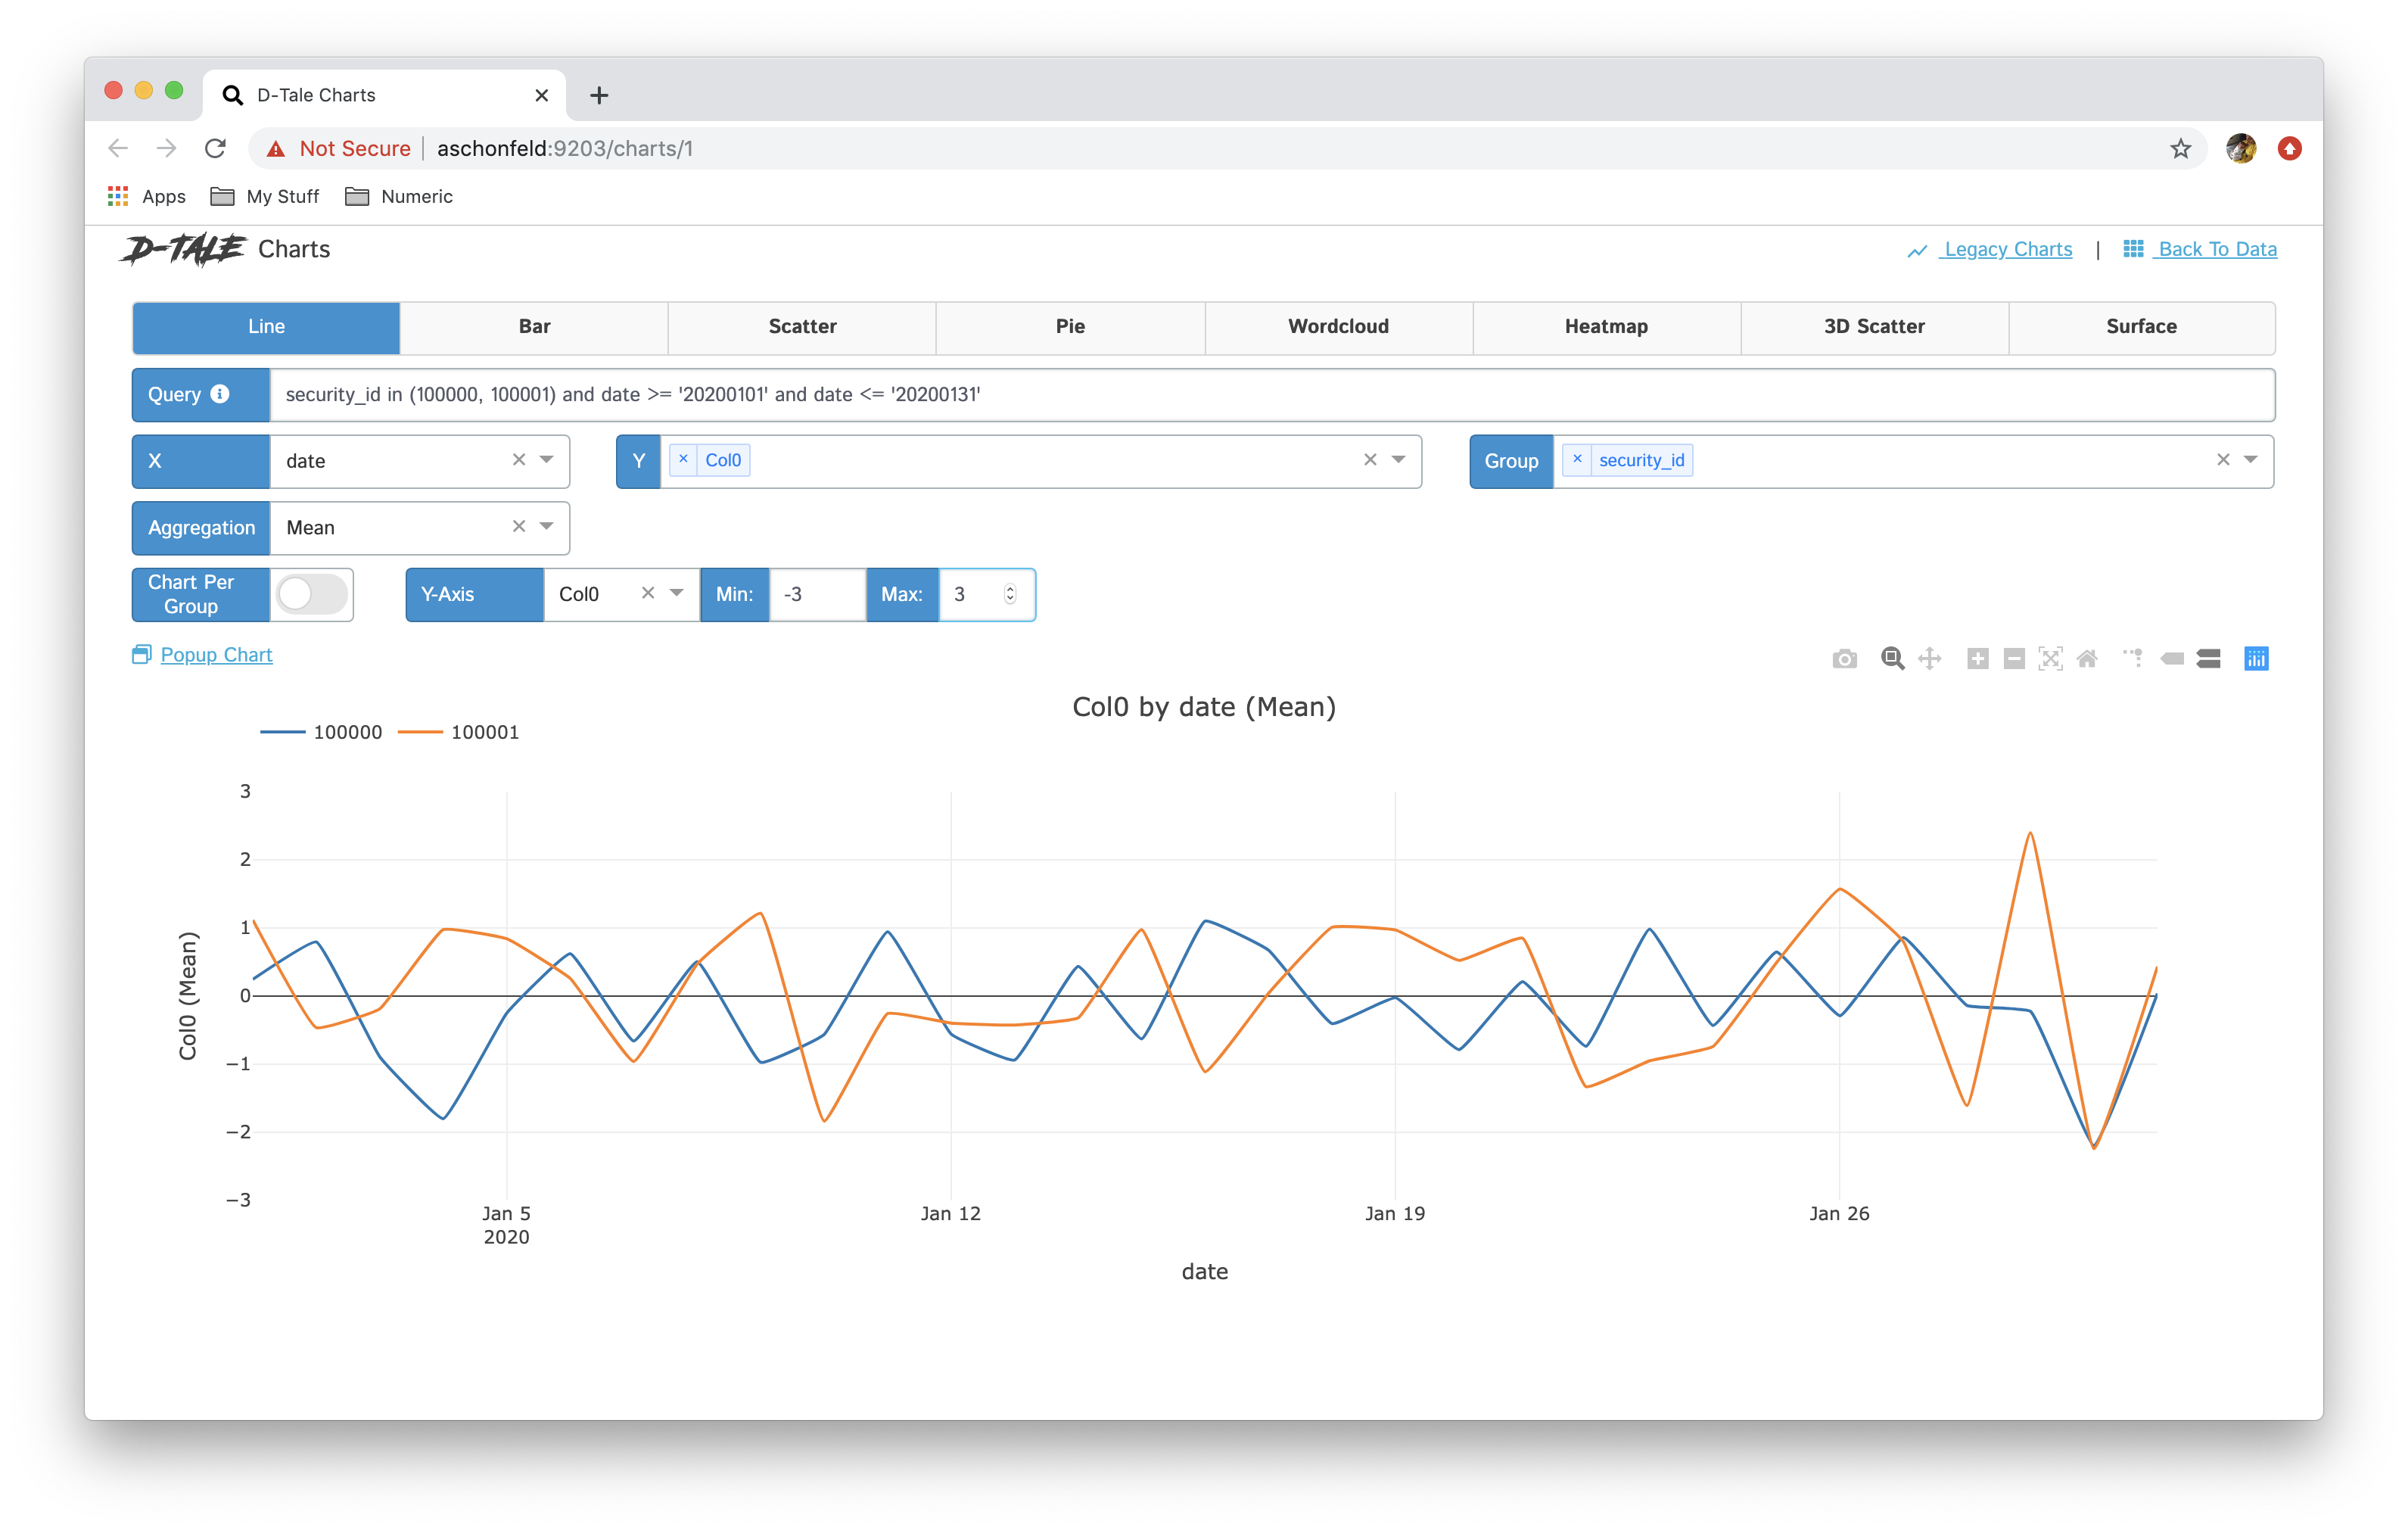 D-Tale Charts
Not Secure aschonfeld:9203/charts/1
Apps My Stuff Numeric
D-TALE Charts Legacy Charts | Back To Data
Line Bar Scatter Pie Wordcloud Heatmap 3D Scatter Surface
Query security_id in (100000, 100001) and date >= '20200101' and date <= '20200131'
X date Y × Col0 Group × security_id
Aggregation Mean
Chart Per Group Y-Axis Col0 Min: -3 Max: 3
Popup Chart
Col0 by date (Mean)
100000 100001
3
2
1
0
−1
−2
−3
Col0 (Mean)
Jan 5 Jan 12 Jan 19 Jan 26
2020
date